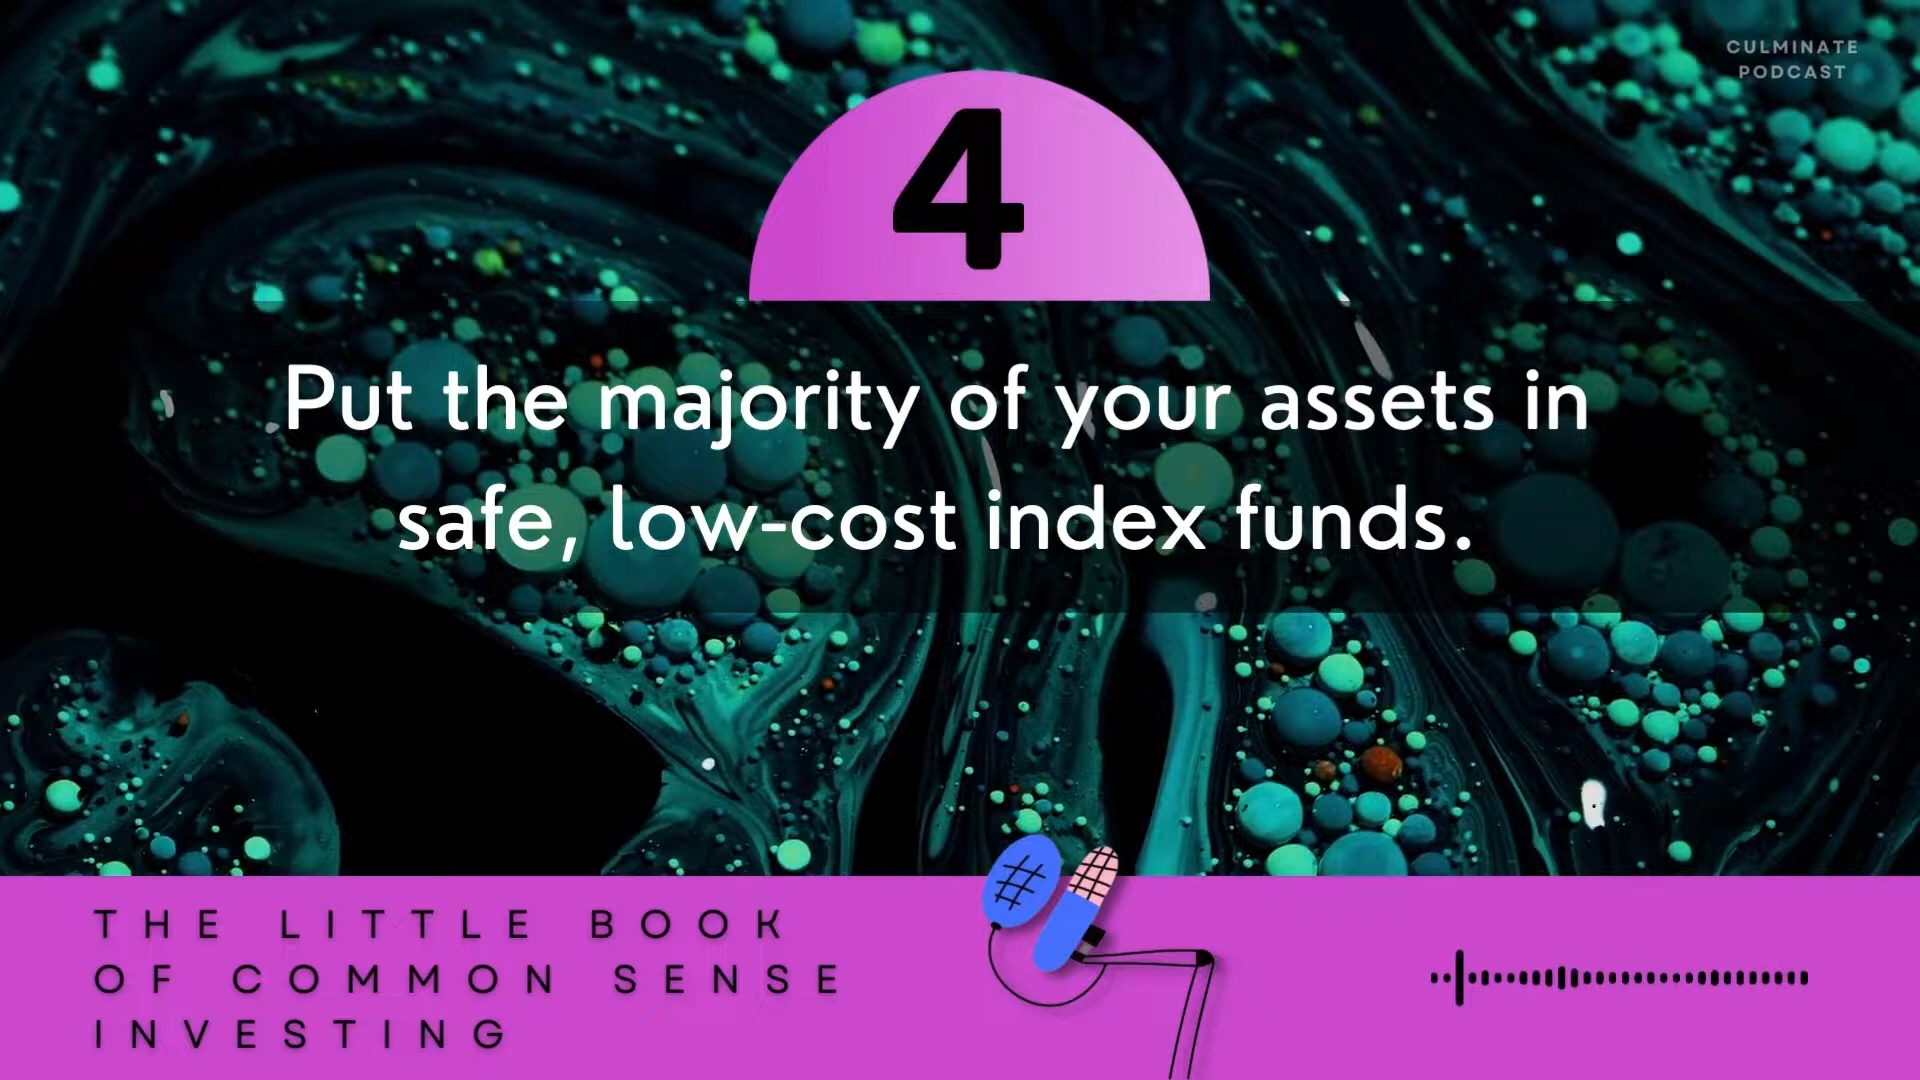 CULMINATE
PODCAST
4
Put the majority of your assets in
safe, low-cost index funds.
THE LITTLE BOOK
OF COMMON SENSE
INVESTING